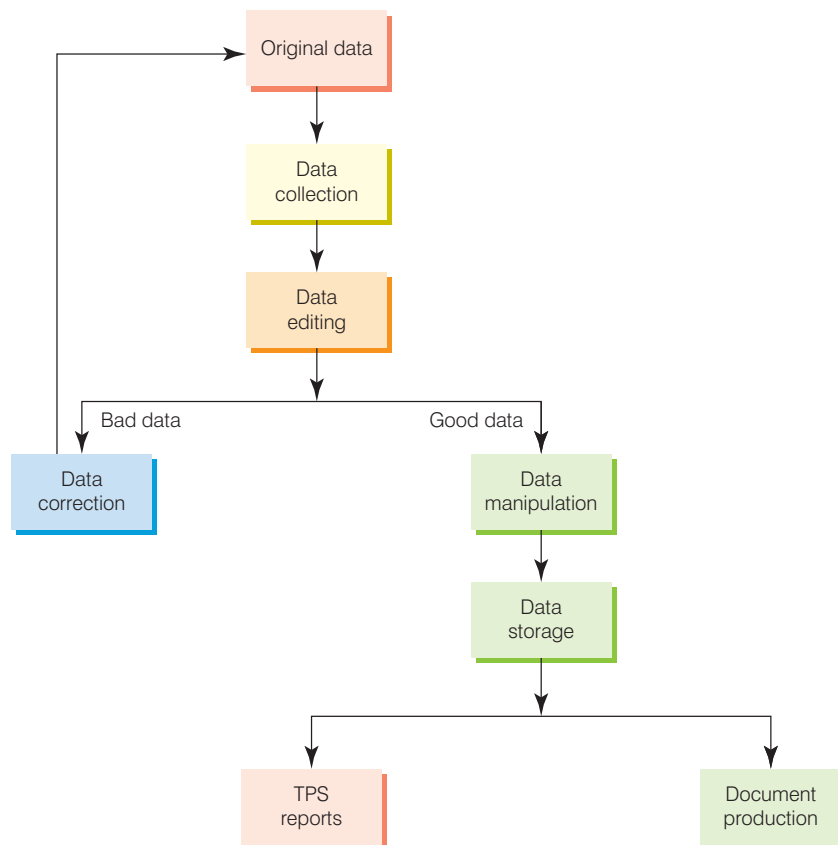 Original data
Data
collection
Data
editing
Bad data
Good data
Data
correction
Data
manipulation
Data
storage
TPS
reports
Document
production